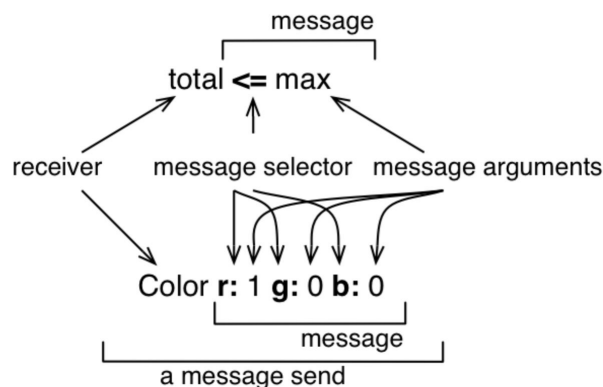 message
total <= max
receiver message selector message arguments
Color r: 1 g: 0 b: 0
message
a message send